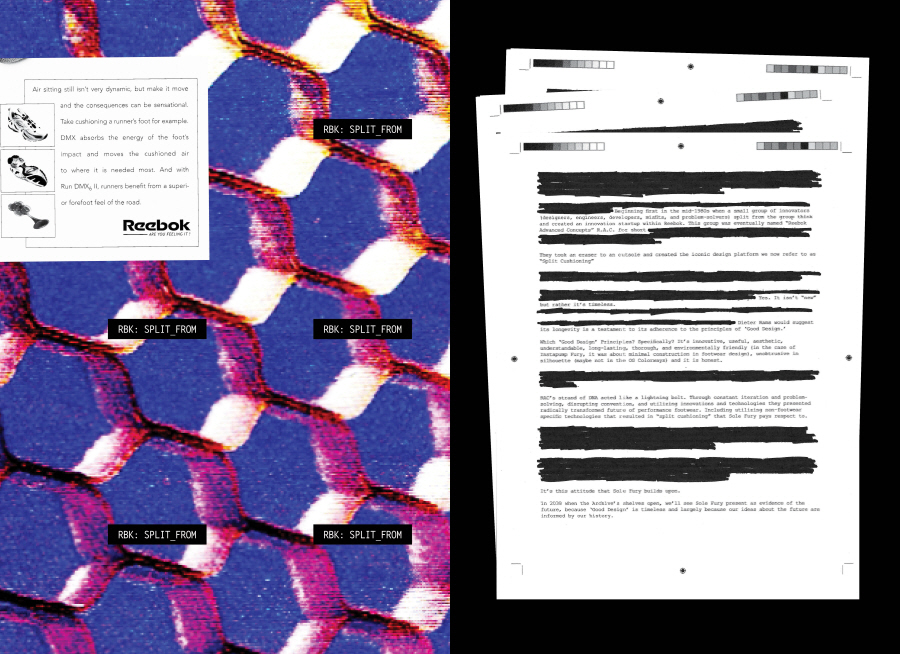 Air sitting still isn't very dynamic, but make it move
and the consequences can be sensational.
Take cushioning a runner's foot for example.
DMX absorbs the energy of the foot's
impact and moves the cushioned air
to where it is needed most. And with
Run DMX6 II, runners benefit from a superi-
or forefoot feel of the road.
Reebok
ARE YOU FEELING IT?
RBK: SPLIT_FROM
RBK: SPLIT_FROM
RBK: SPLIT_FROM
RBK: SPLIT_FROM
RBK: SPLIT_FROM
Beginning first in the mid-1980s when a small group of innovators
(designers, engineers, developers, misfits, and problem-solvers) split from the group think
and created an innovation startup within Reebok. This group was eventually named "Reebok
Advanced Concepts" R.A.C. for short
They took an eraser to an outsole and created the iconic design platform we now refer to as
"Split Cushioning"
Yes. It isn't "new"
but rather it's timeless.
Dieter Rams would suggest
its longevity is a testament to its adherence to the principles of 'Good Design.'
Which 'Good Design' Principles? Specifically? It's innovative, useful, aesthetic,
understandable, long-lasting, thorough, and environmentally friendly (in the case of
Instapump Fury, it was about minimal construction in footwear design), unobtrusive in
silhouette (maybe not in the OG Colorways) and it is honest.
RAC's strand of DNA acted like a lightning bolt. Through constant iteration and problem-
solving, disrupting convention, and utilizing innovations and technologies they presented
radically transformed future of performance footwear. Including utilizing non-footwear
specific technologies that resulted in "split cushioning" that Sole Fury pays respect to.
It's this attitude that Sole Fury builds upon.
In 2038 when the Archive's shelves open, we'll see Sole Fury present as evidence of the
future, because 'Good Design' is timeless and largely because our ideas about the future are
informed by our history.